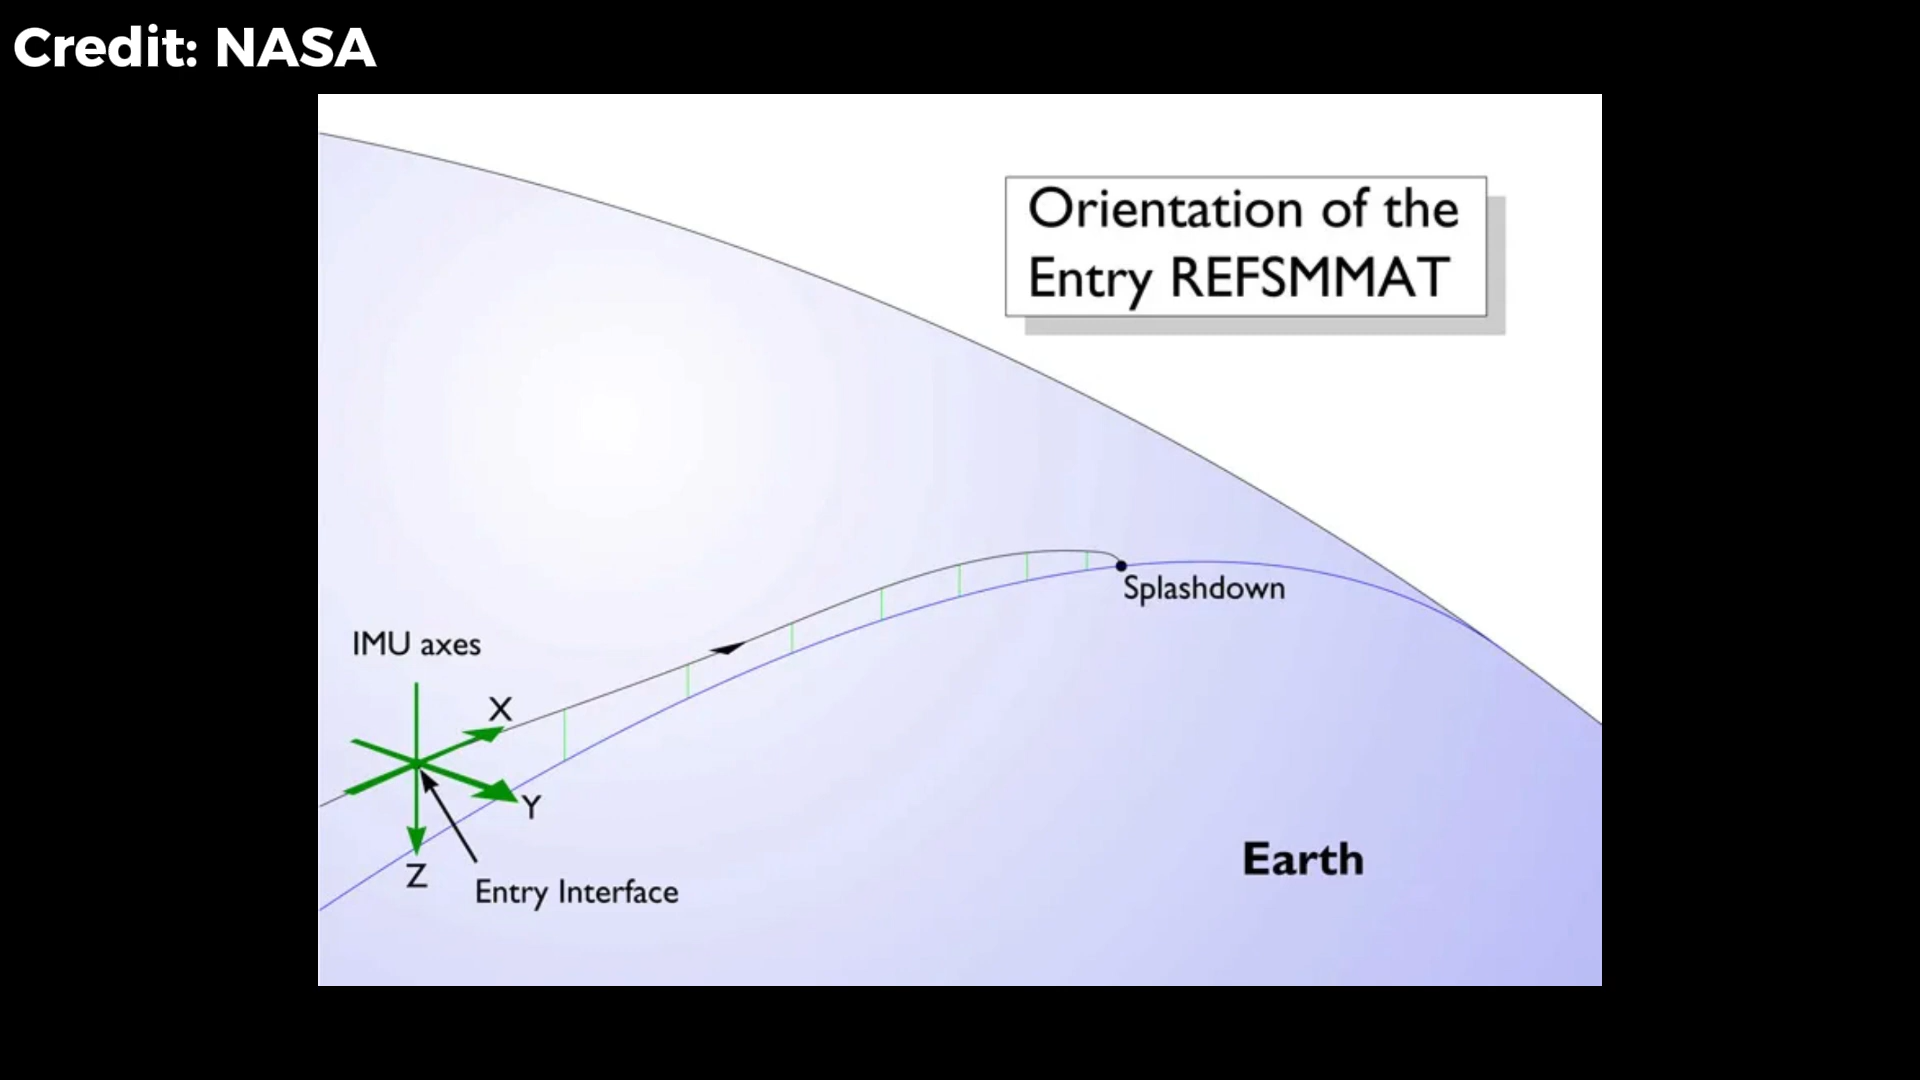 Credit: NASA
Orientation of the
Entry REFSMMAT
Splashdown
IMU axes
X
Y
Z
Entry Interface
Earth